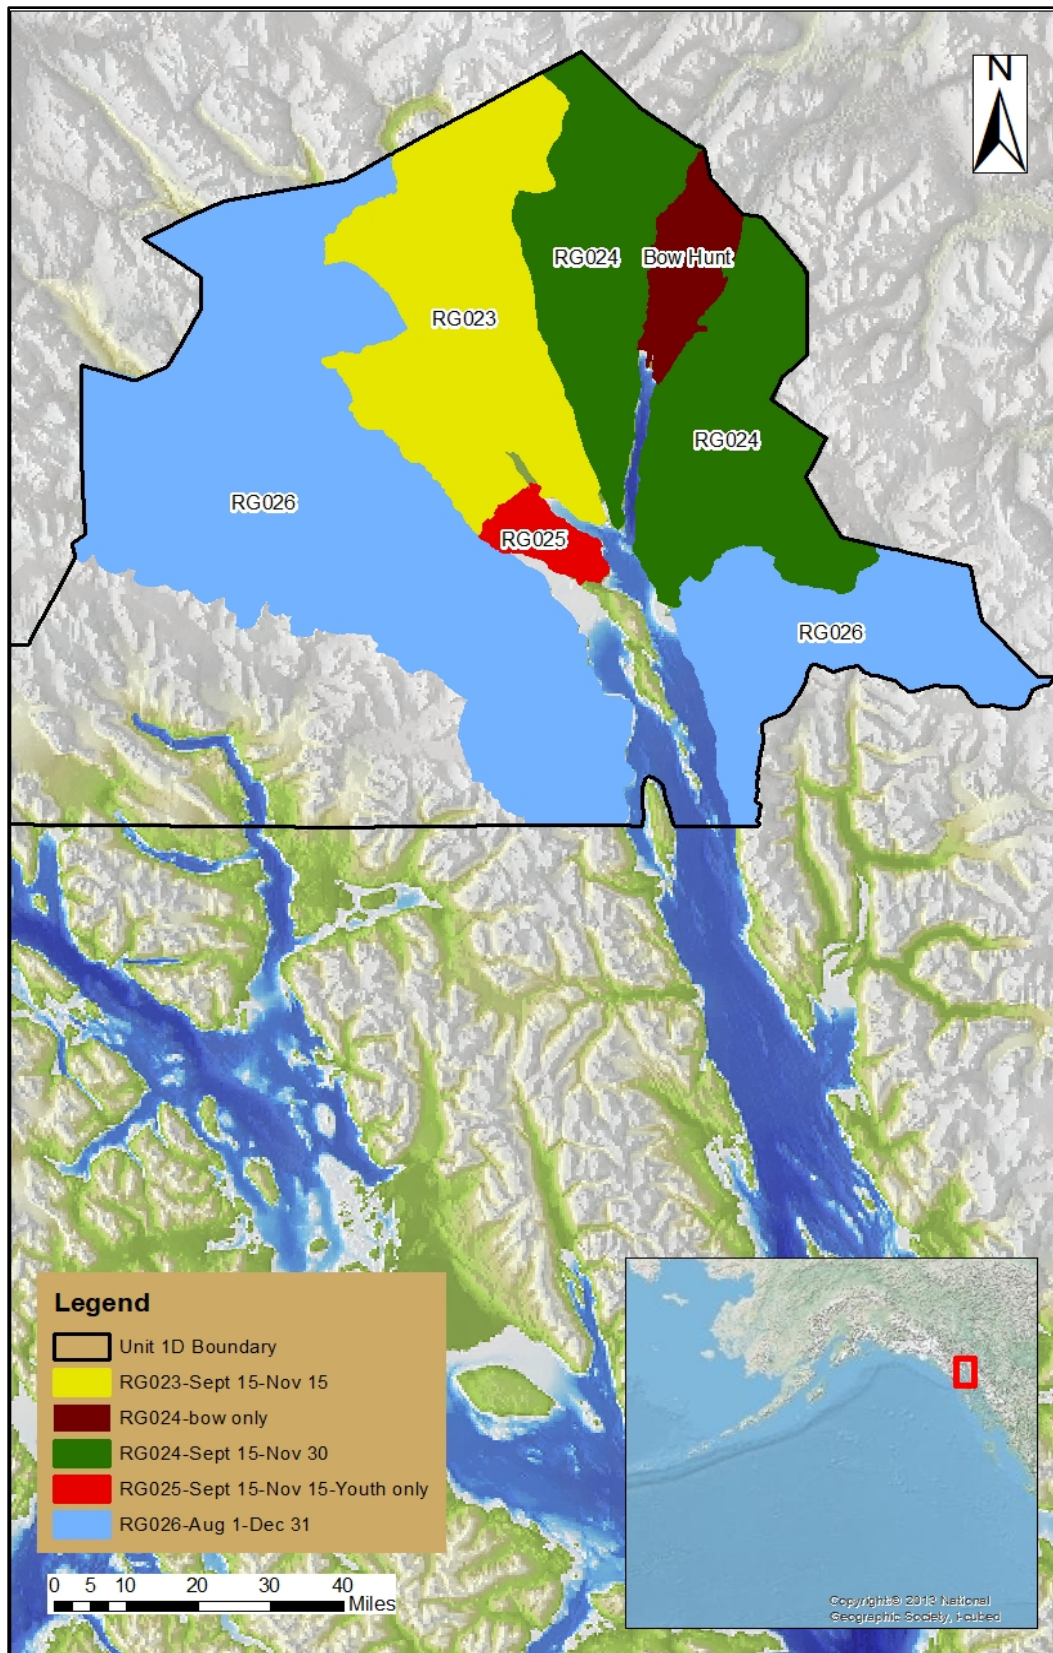 N
RG024
Bow Hunt
RG023
RG024
RG026
RG025
RG026
Legend
Unit 1D Boundary
RG023-Sept 15-Nov 15
RG024-bow only
RG024-Sept 15-Nov 30
RG025-Sept 15-Nov 15-Youth only
RG026-Aug 1-Dec 31
0 5 10 20 30 40
Miles
Copyright:© 2013 National
Geographic Society, i-cubed